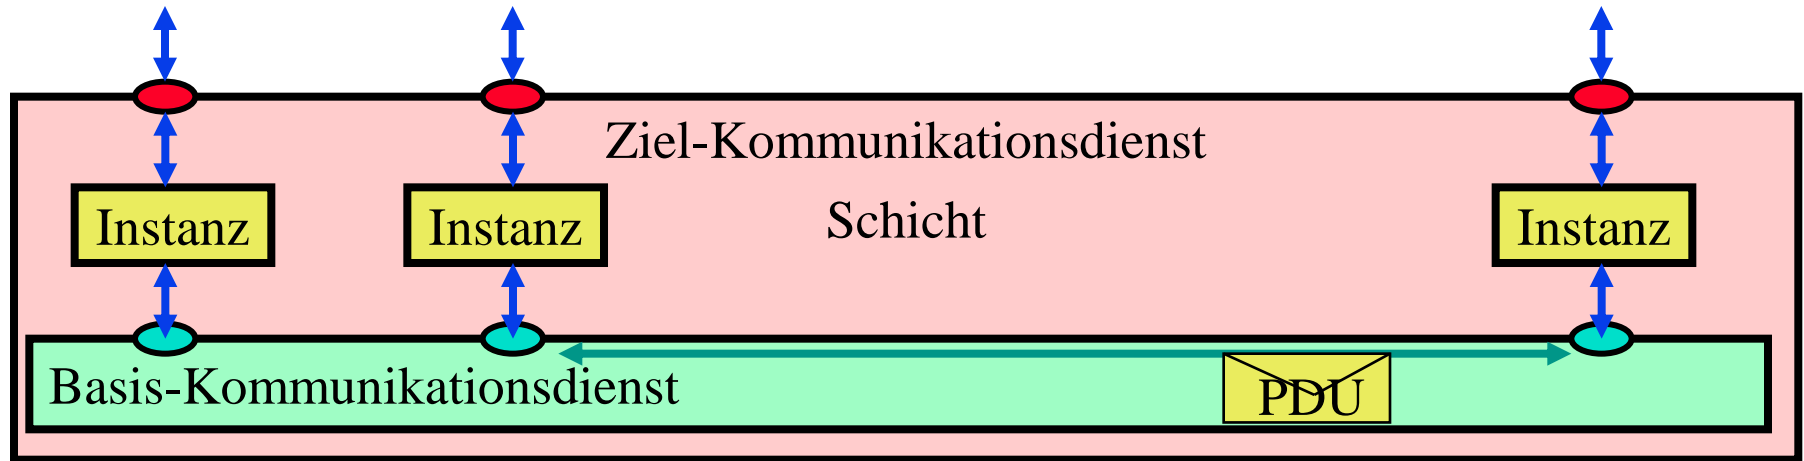 Ziel-Kommunikationsdienst
Instanz Instanz Schicht Instanz
Basis-Kommunikationsdienst PDU